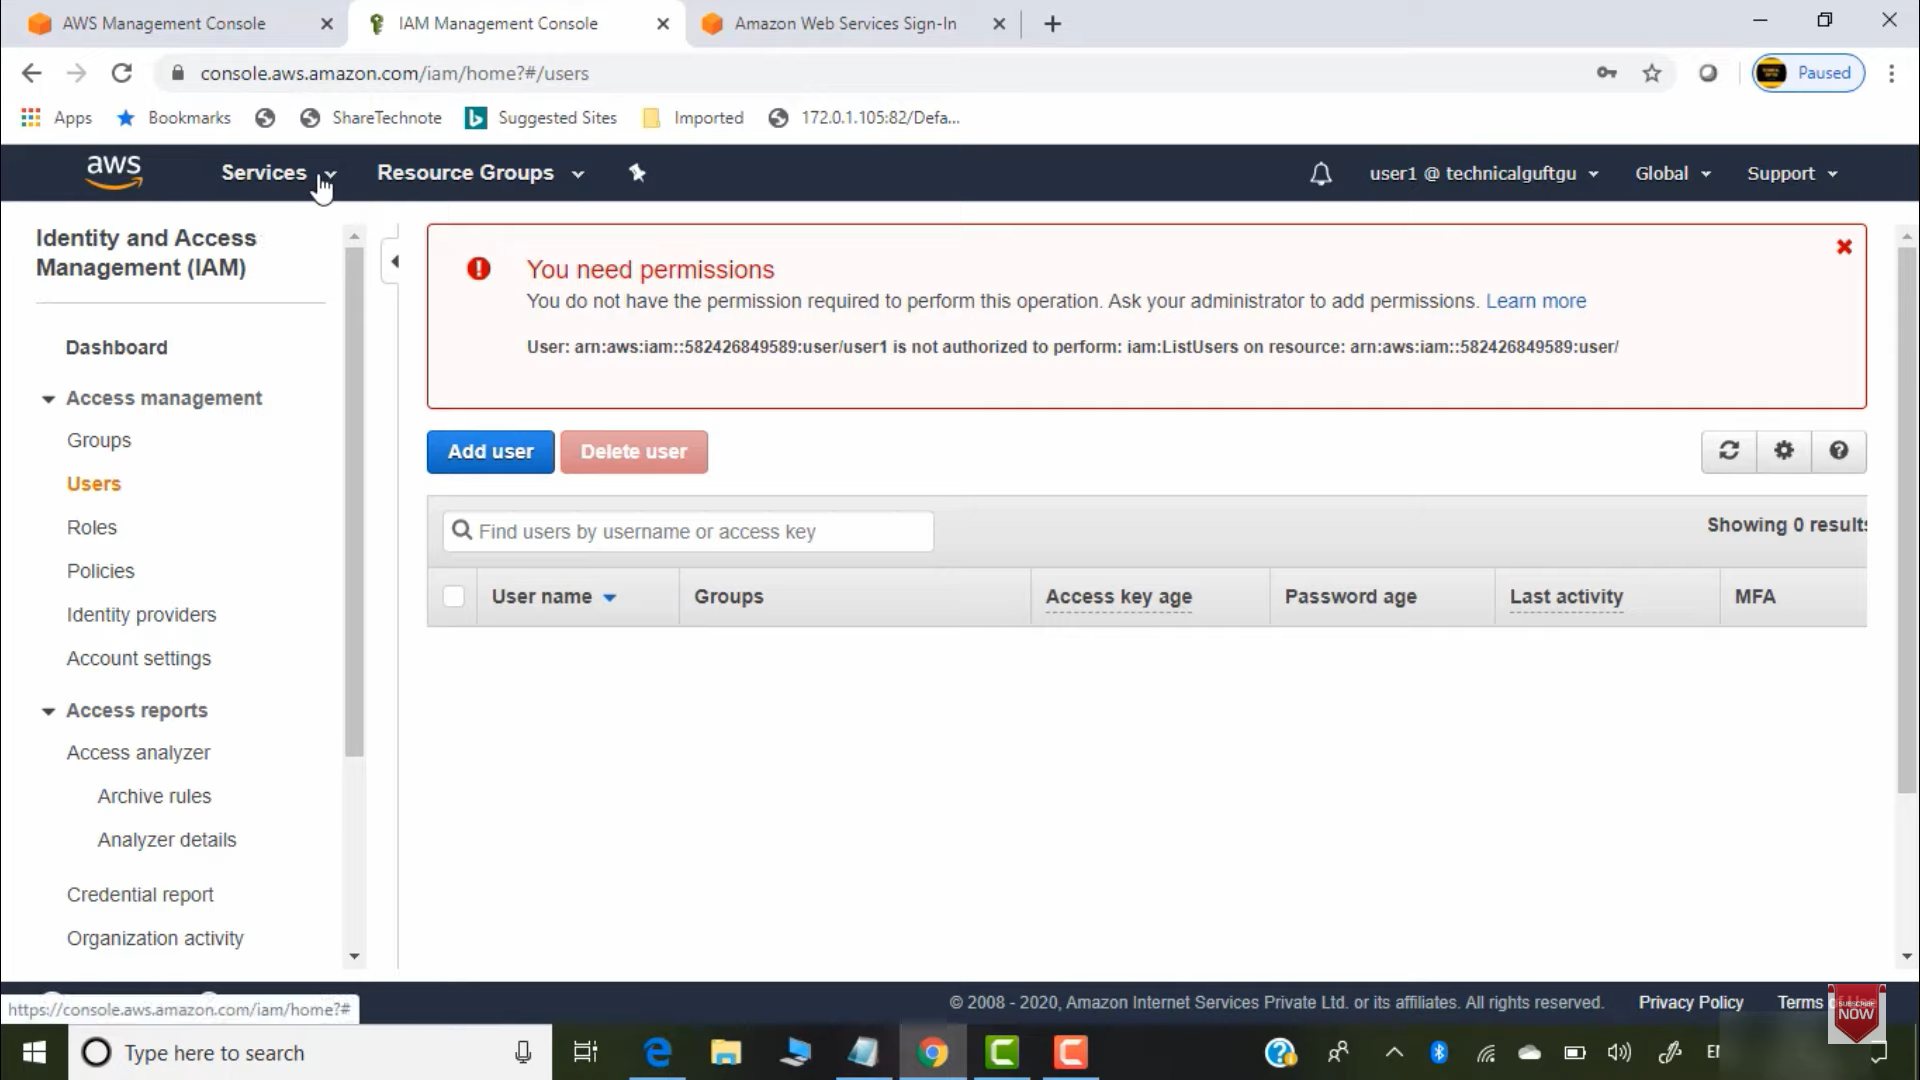 AWS Management Console
IAM Management Console
Amazon Web Services Sign-In
console.aws.amazon.com/iam/home?#/users
Paused
Apps
Bookmarks
ShareTechnote
Suggested Sites
Imported
172.0.1.105:82/Defa...
aws
Services
Resource Groups
user1 @ technicalguftgu
Global
Support
Identity and Access
Management (IAM)
Dashboard
Access management
Groups
Users
Roles
Policies
Identity providers
Account settings
Access reports
Access analyzer
Archive rules
Analyzer details
Credential report
Organization activity
You need permissions
You do not have the permission required to perform this operation. Ask your administrator to add permissions. Learn more
User: arn:aws:iam::582426849589:user/user1 is not authorized to perform: iam:ListUsers on resource: arn:aws:iam::582426849589:user/
Add user
Delete user
Find users by username or access key
Showing 0 results
User name
Groups
Access key age
Password age
Last activity
MFA
https://console.aws.amazon.com/iam/home?#
© 2008 - 2020, Amazon Internet Services Private Ltd. or its affiliates. All rights reserved.
Privacy Policy
Terms
SUBSCRIBE
NOW
Type here to search